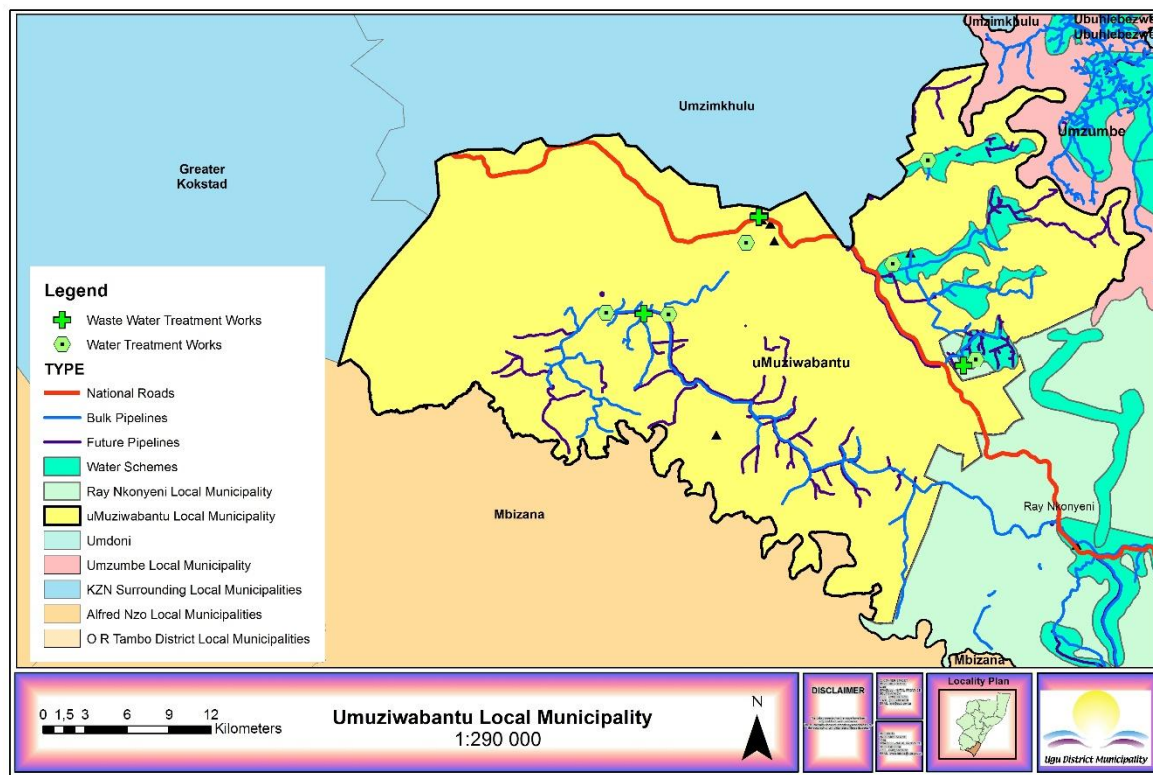 Umzimkhulu
Ubuhlebezwe
Ubuhlebezwe
Umzimkhulu
Umzumbe
Greater
Kokstad
uMuziwabantu
Ray Nkonyeni
Mbizana
Mbizana
Legend
Waste Water Treatment Works
Water Treatment Works
TYPE
National Roads
Bulk Pipelines
Future Pipelines
Water Schemes
Ray Nkonyeni Local Municipality
uMuziwabantu Local Municipality
Umdoni
Umzumbe Local Municipality
KZN Surrounding Local Municipalities
Alfred Nzo Local Municipalities
O R Tambo District Local Municipalities
0 1,5 3 6 9 12
Kilometers
Umuziwabantu Local Municipality
1:290 000
N
DISCLAIMER
Locality Plan
Ugu District Municipality